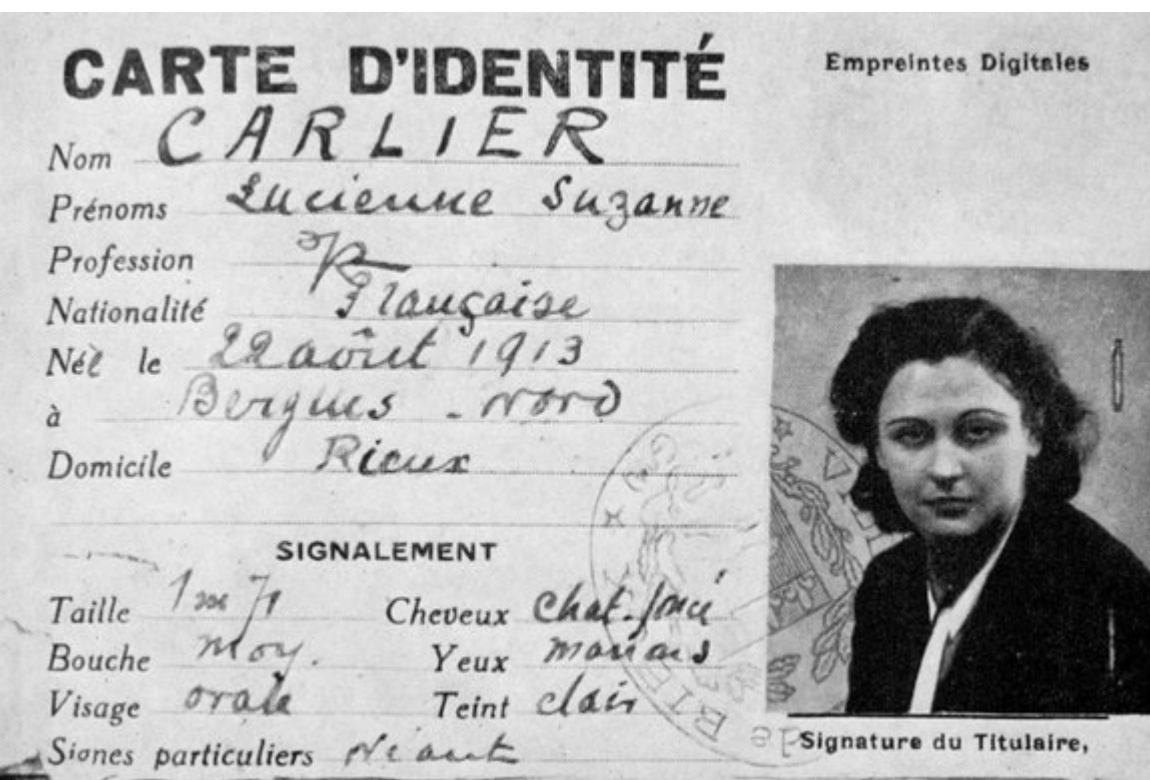 CARTE D'IDENTITÉ
Empreintes Digitales
Nom CARLIER
Prénoms Lucienne Suzanne
Profession
Nationalité Française
Né le 22 août 1913
à Bergues - Nord
Domicile Rieux
SIGNALEMENT
Taille 1m71 Cheveux chat. foncé
Bouche moy. Yeux marrons
Visage ovale Teint clair
Signes particuliers Néant
Signature du Titulaire,